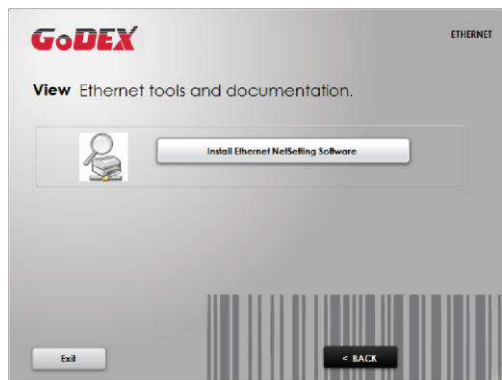 GoDEX
ETHERNET
View Ethernet tools and documentation.
Install Ethernet NetSetting Software
Exit
< BACK